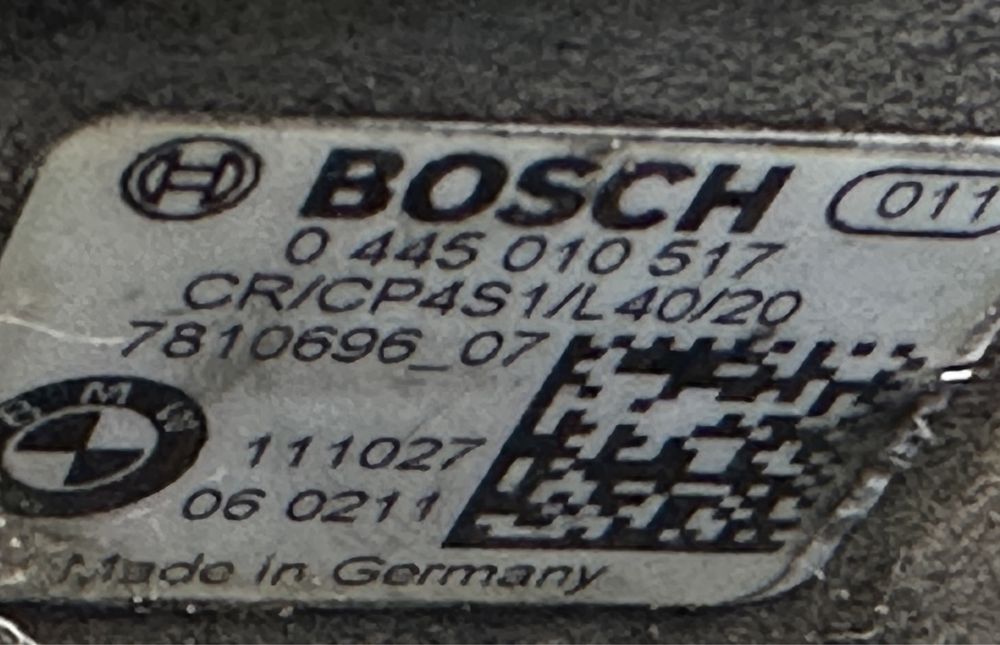 BOSCH 011
0 445 010 517
CR/CP4S1/L40/20
7810696_07
BMW
111027
06 0211
Made in Germany